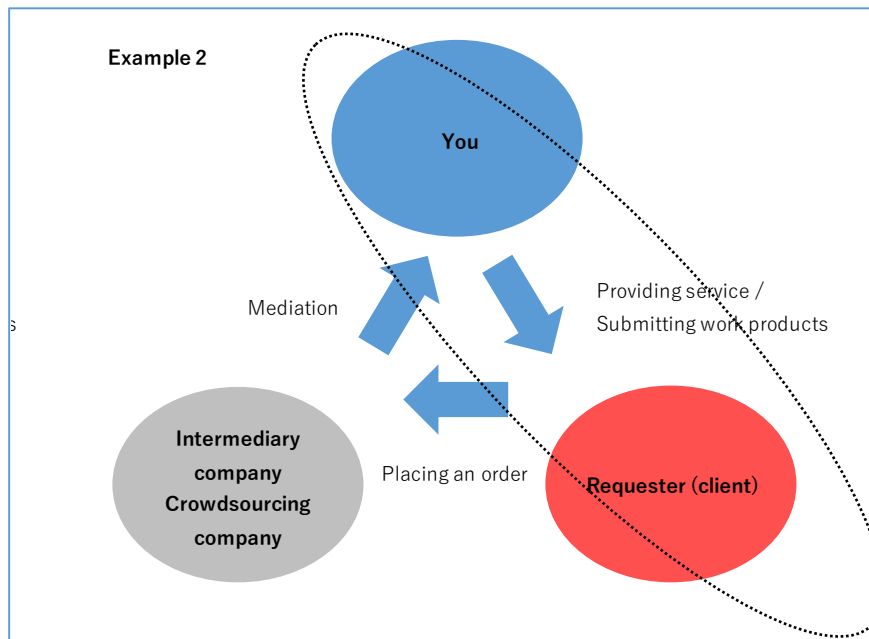 Example 2
You
Mediation
Providing service /
Submitting work products
s
Intermediary
company
Crowdsourcing
company
Placing an order
Requester (client)